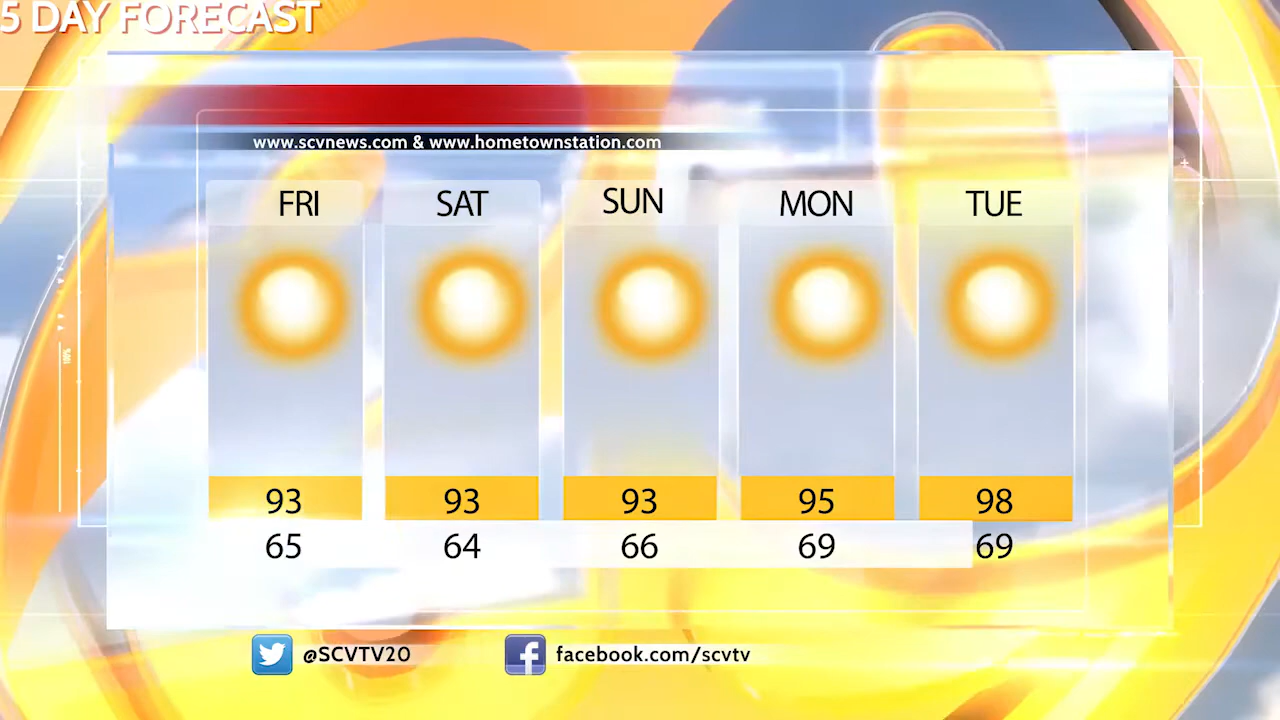 5 DAY FORECAST
www.scvnews.com & www.hometownstation.com
FRI SAT SUN MON TUE
93 93 93 95 98
65 64 66 69 69
@SCVTV20 facebook.com/scvtv